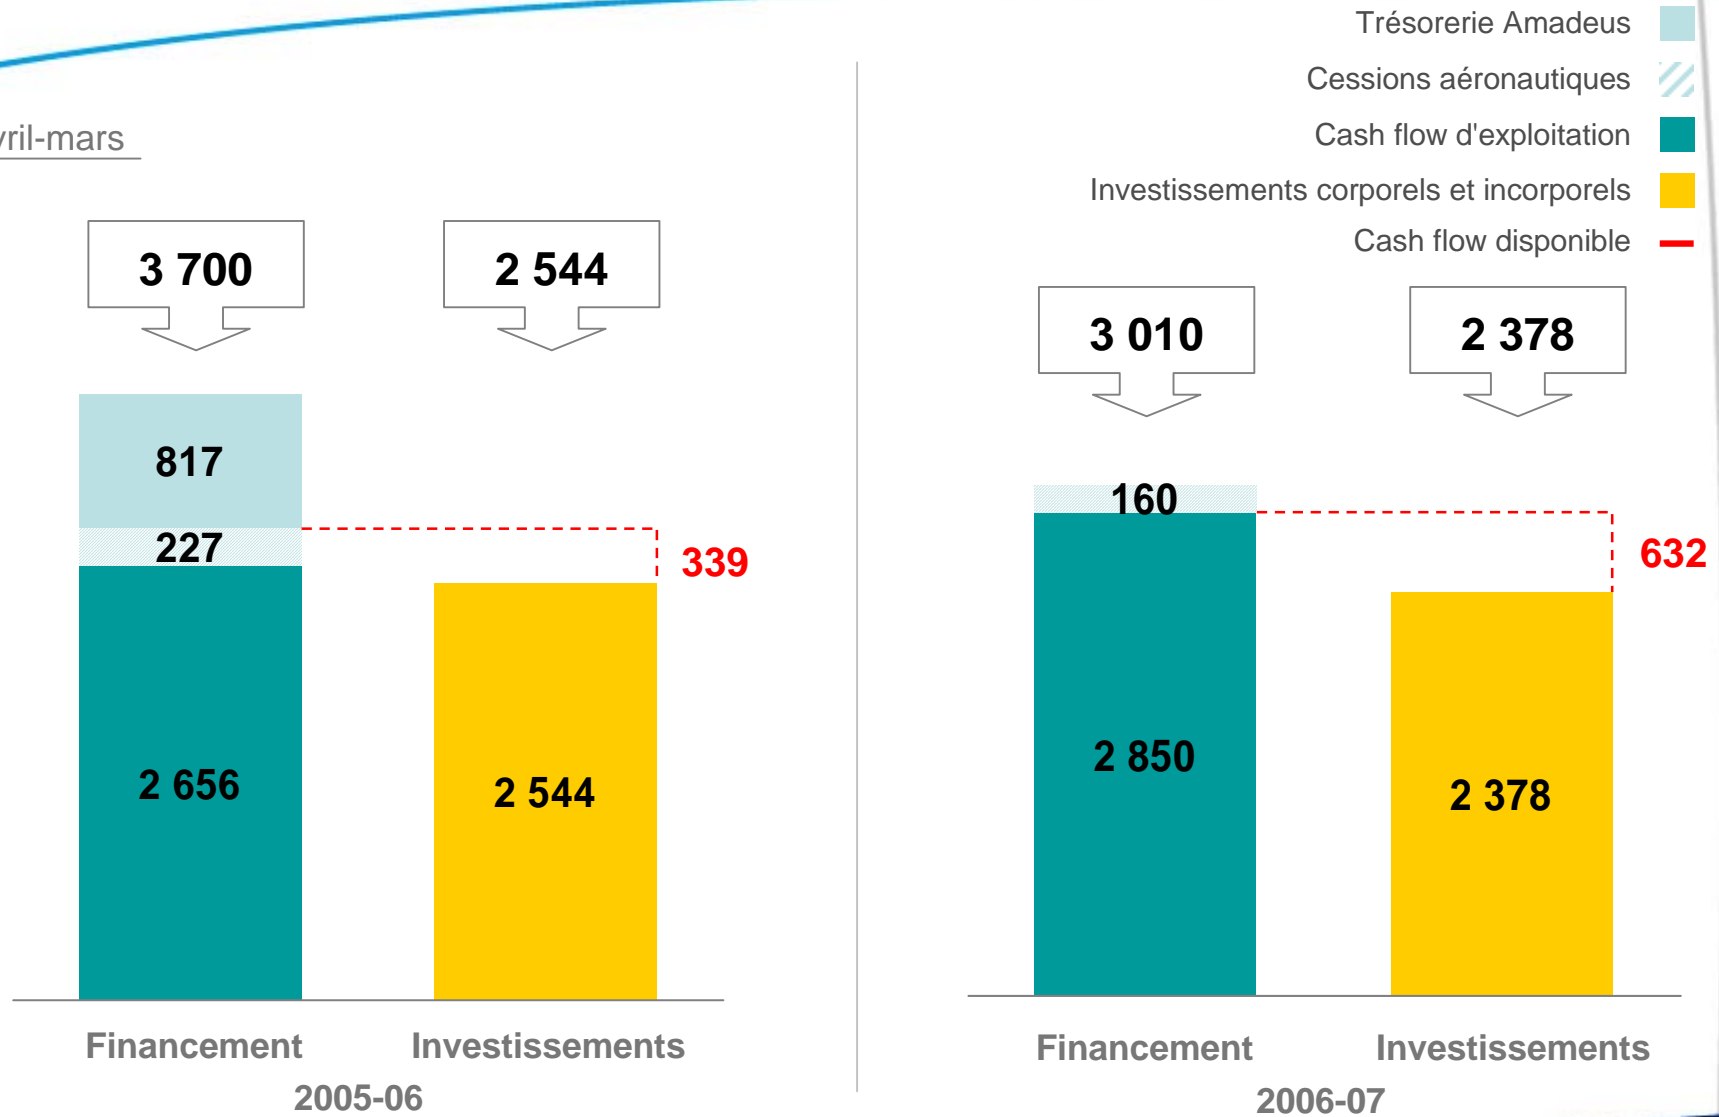 Trésorerie Amadeus
Cessions aéronautiques
Cash flow d'exploitation
Investissements corporels et incorporels
Cash flow disponible
3 700
2 544
817
227
2 656
2 544
339
Financement
Investissements
2005-06
3 010
2 378
160
2 850
2 378
632
Financement
Investissements
2006-07